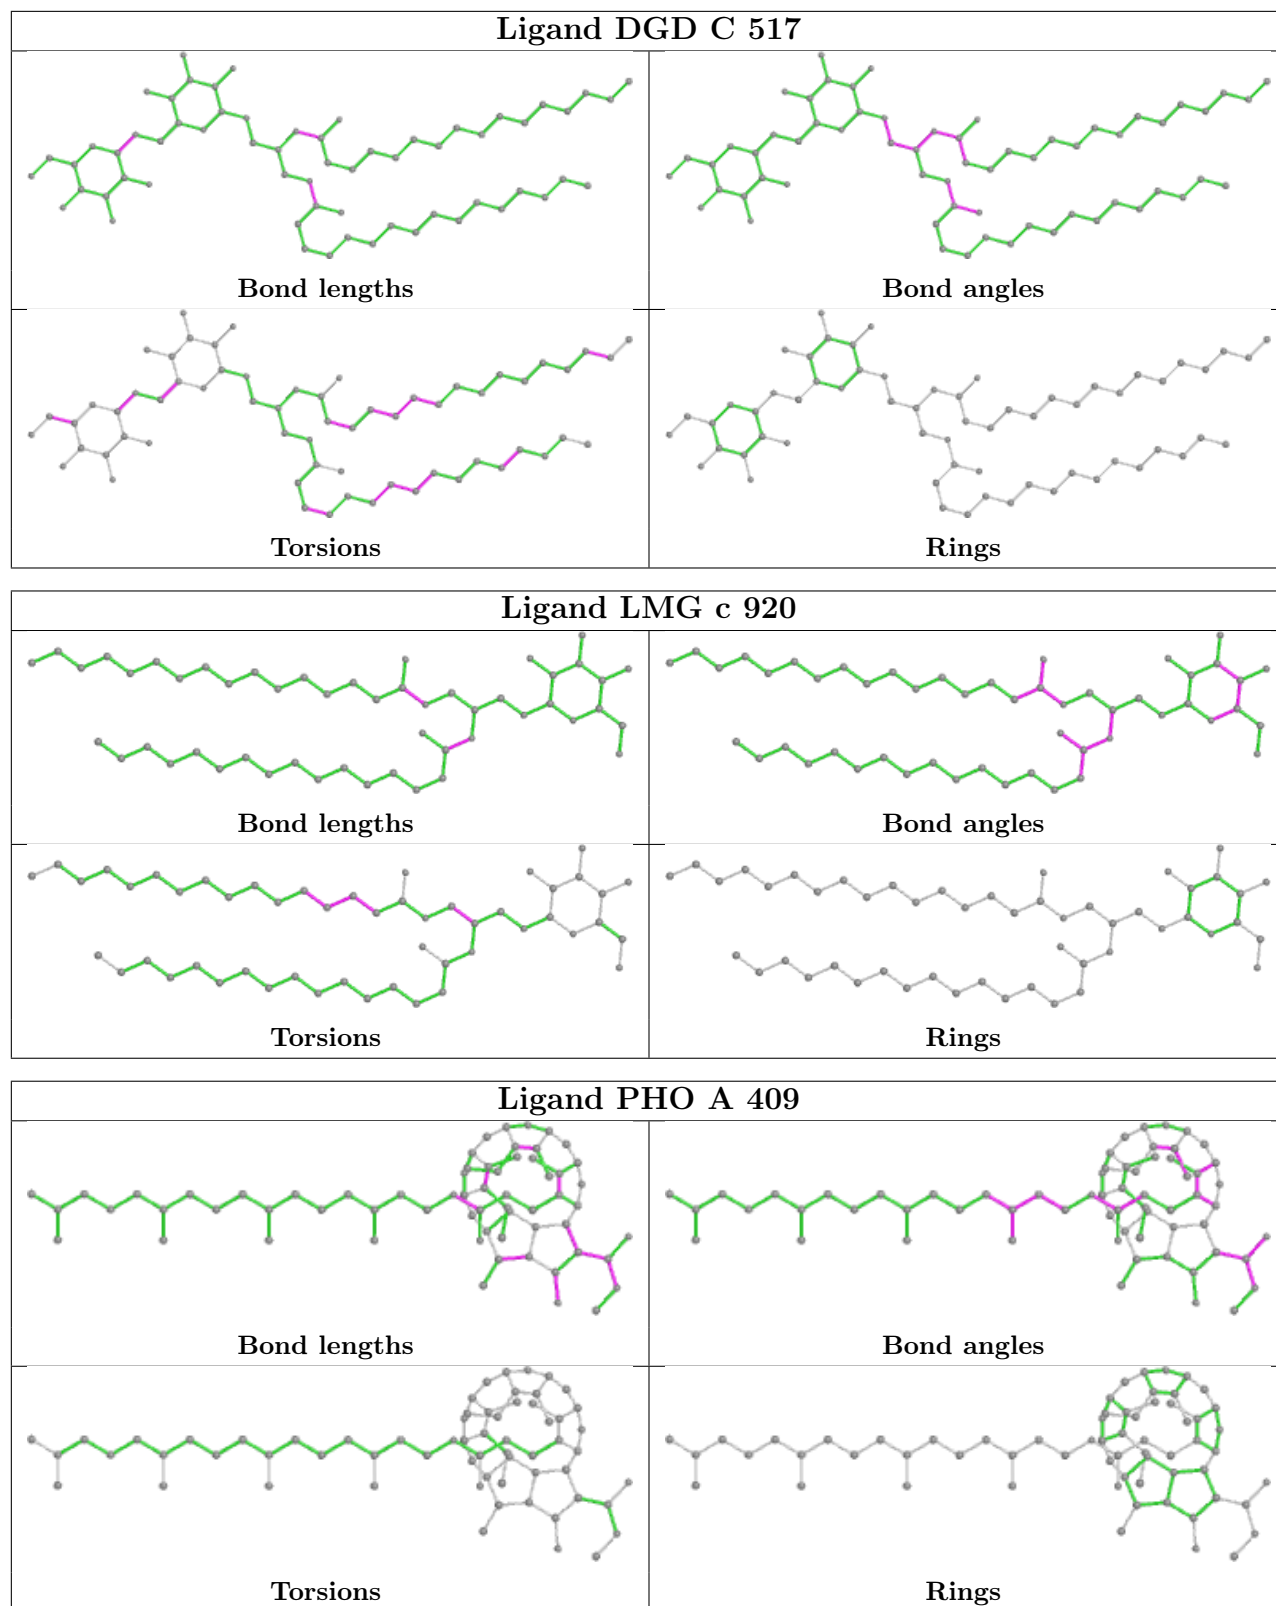 Ligand DGD C 517
Bond lengths
Bond angles
Torsions
Rings
Ligand LMG c 920
Bond lengths
Bond angles
Torsions
Rings
Ligand PHO A 409
Bond lengths
Bond angles
Torsions
Rings